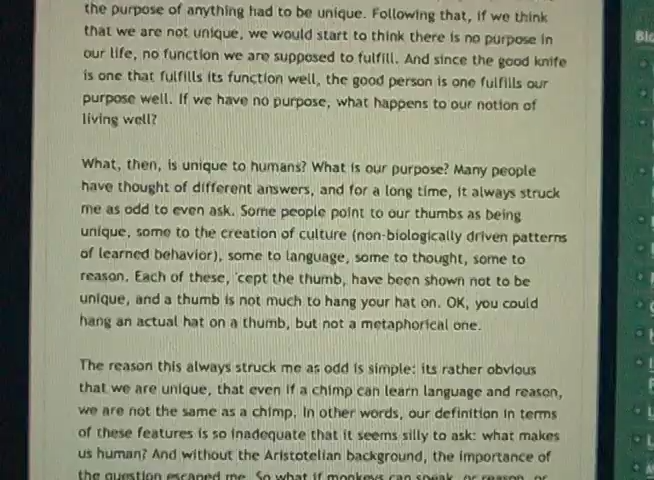 the purpose of anything had to be unique. Following that, if we think
that we are not unique, we would start to think there is no purpose in
our life, no function we are supposed to fulfill. And since the good knife
is one that fulfills its function well, the good person is one fulfills our
purpose well. If we have no purpose, what happens to our notion of
living well?
What, then, is unique to humans? What is our purpose? Many people
have thought of different answers, and for a long time, it always struck
me as odd to even ask. Some people point to our thumbs as being
unique, some to the creation of culture (non-biologically driven patterns
of learned behavior), some to language, some to thought, some to
reason. Each of these, 'cept the thumb, have been shown not to be
unique, and a thumb is not much to hang your hat on. OK, you could
hang an actual hat on a thumb, but not a metaphorical one.
The reason this always struck me as odd is simple: its rather obvious
that we are unique, that even if a chimp can learn language and reason,
we are not the same as a chimp. In other words, our definition in terms
of these features is so inadequate that it seems silly to ask: what makes
us human? And without the Aristotelian background, the importance of
the question escaped me. So what if monkeys can speak, or reason, or